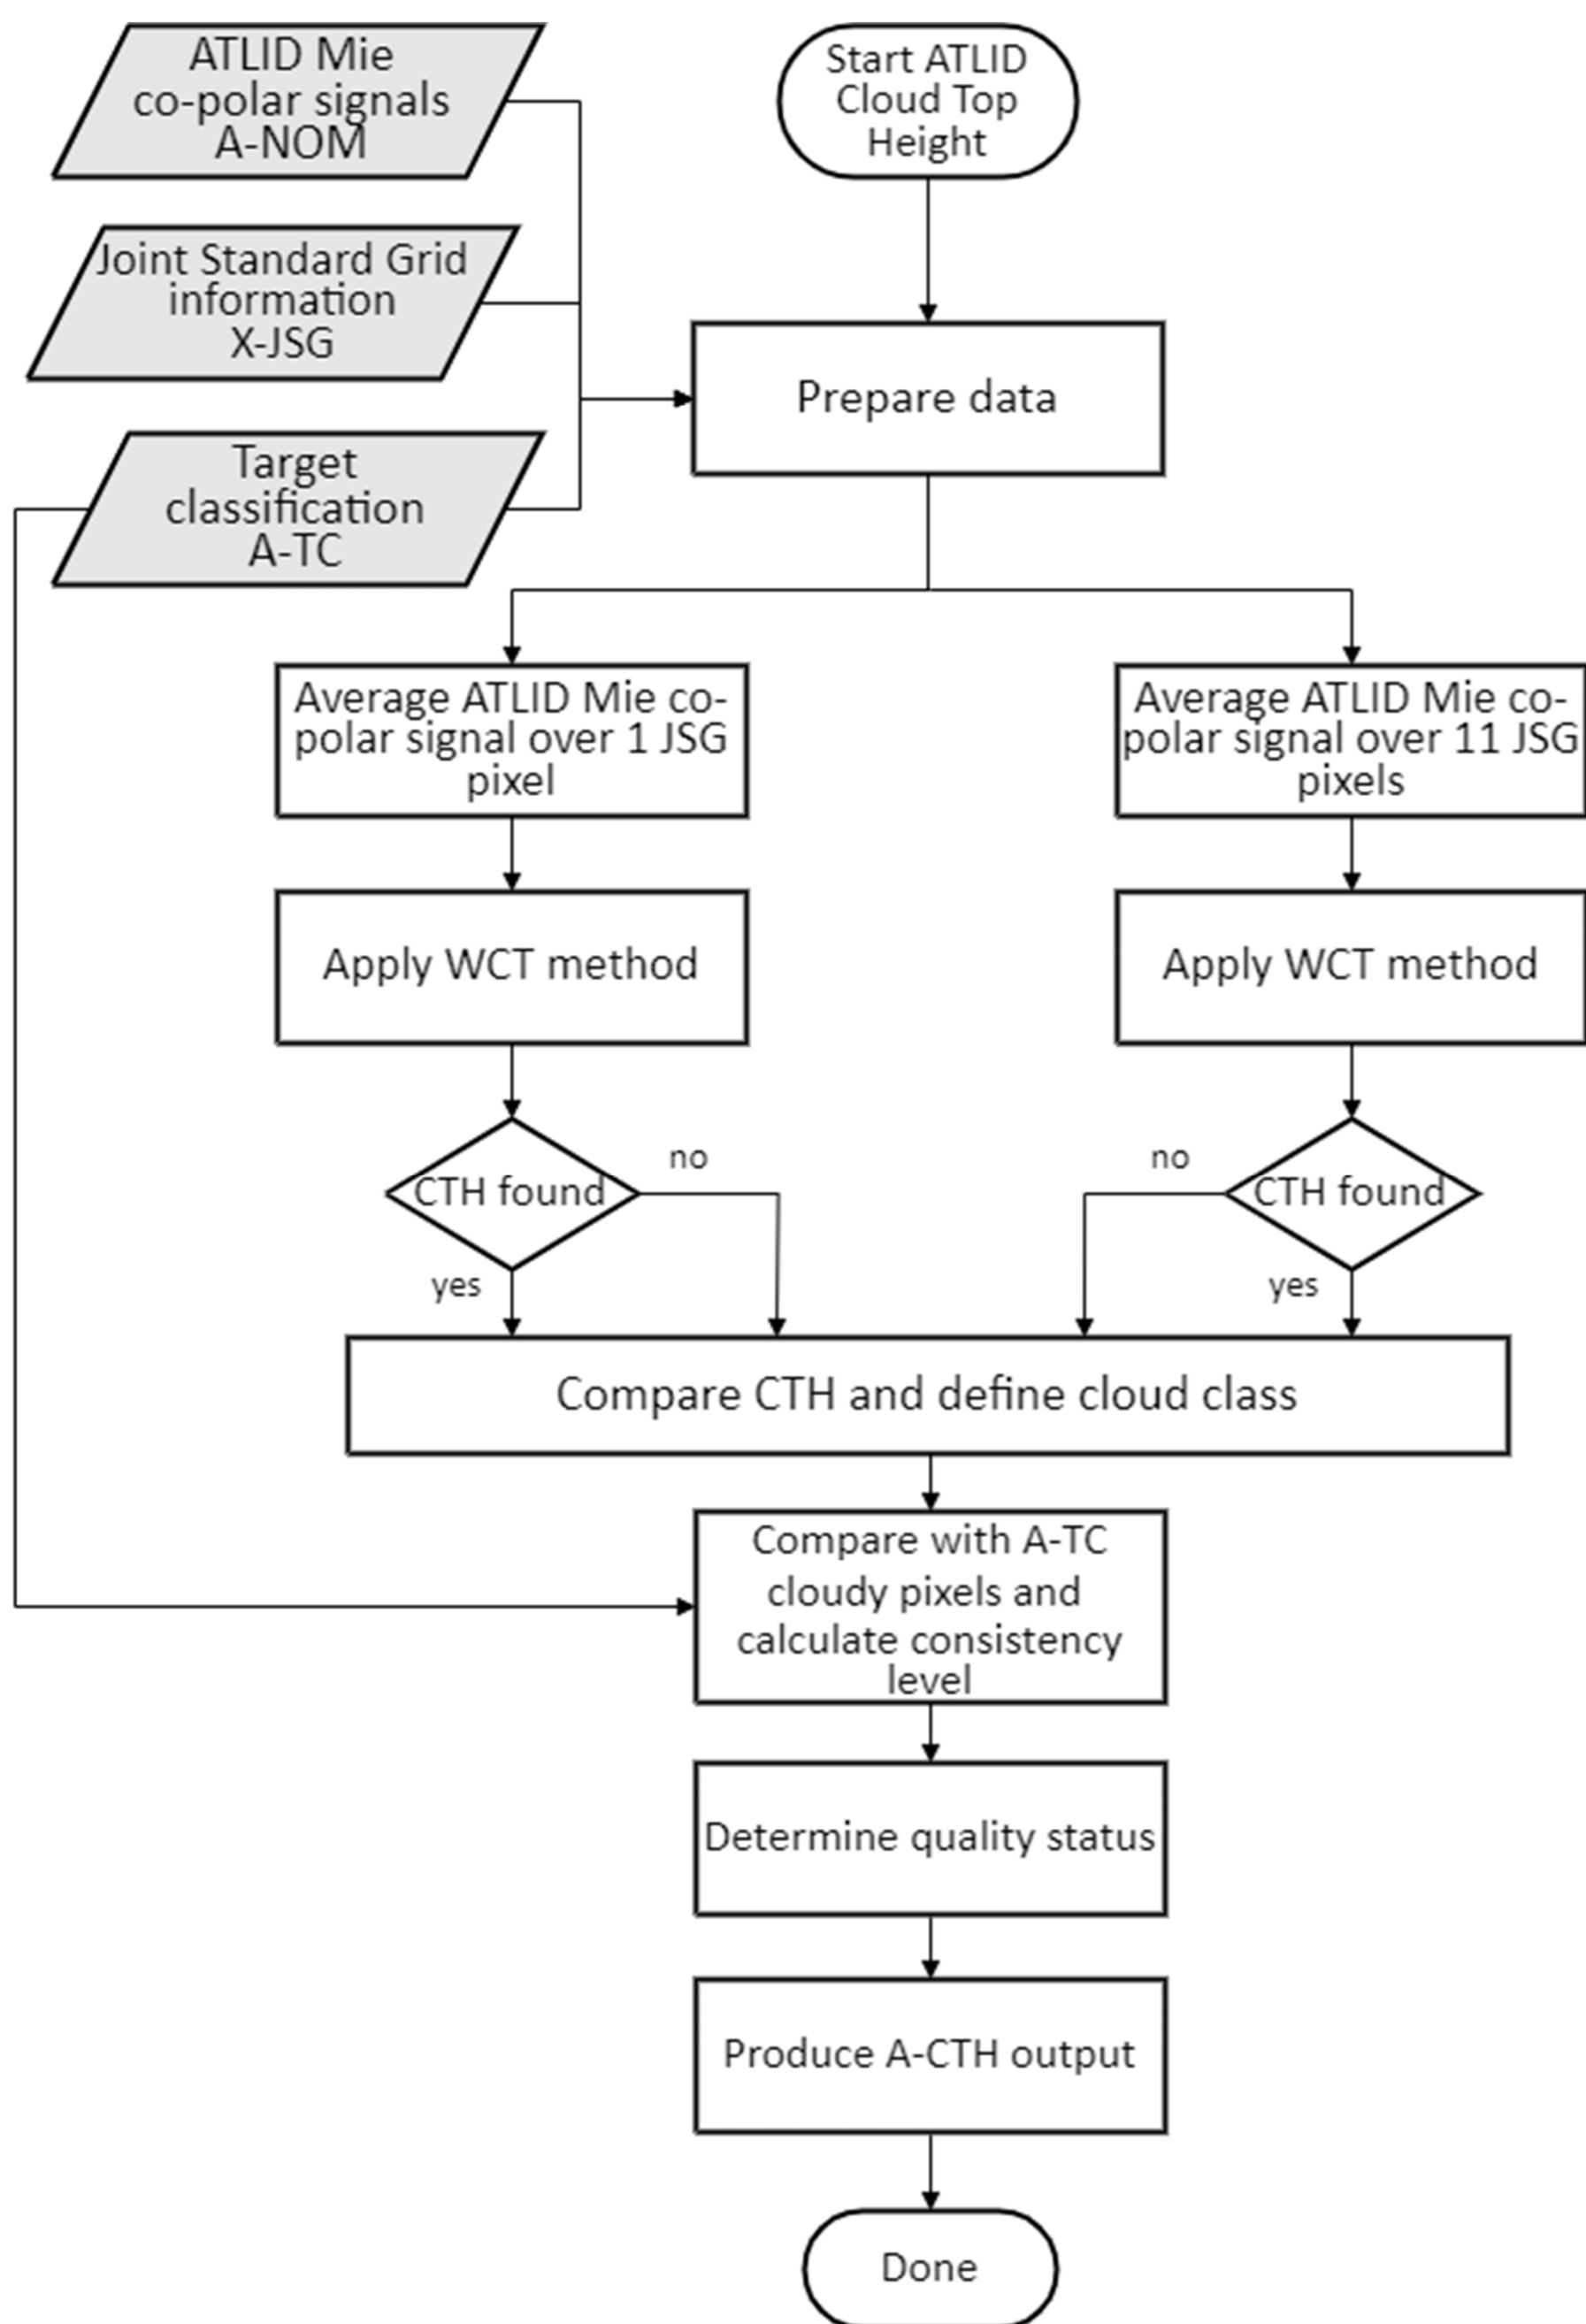 ATLID Mie
co-polar signals
A-NOM
Start ATLID
Cloud Top
Height
Joint Standard Grid
information
X-JSG
Prepare data
Target
classification
A-TC
Average ATLID Mie co-
polar signal over 1 JSG
pixel
Average ATLID Mie co-
polar signal over 11 JSG
pixels
Apply WCT method
Apply WCT method
CTH found
no
yes
no
CTH found
yes
Compare CTH and define cloud class
Compare with A-TC
cloudy pixels and
calculate consistency
level
Determine quality status
Produce A-CTH output
Done